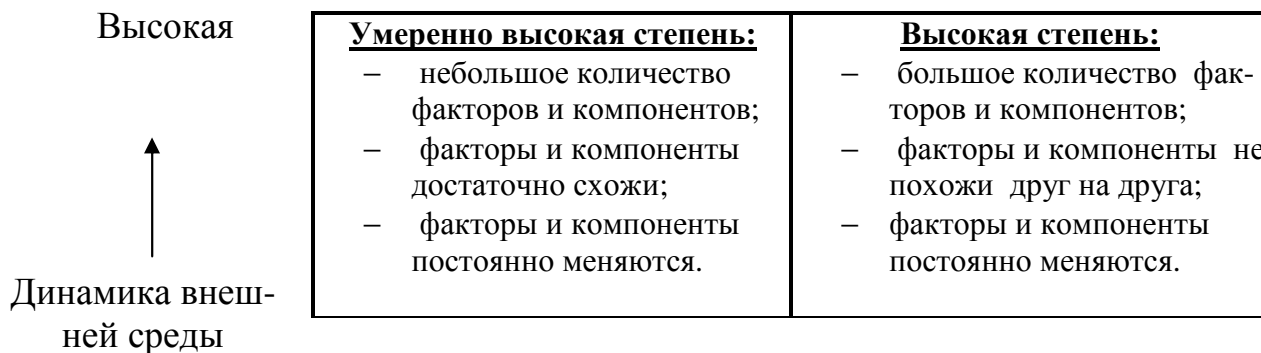 Высокая
Умеренно высокая степень:
– небольшое количество
факторов и компонентов;
– факторы и компоненты
достаточно схожи;
– факторы и компоненты
постоянно меняются.
Высокая степень:
– большое количество фак-
торов и компонентов;
– факторы и компоненты не
похожи друг на друга;
– факторы и компоненты
постоянно меняются.
Динамика внеш-
ней среды